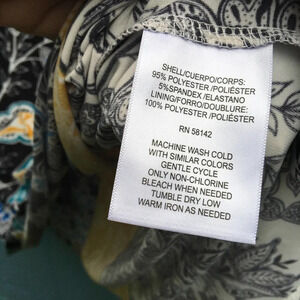 SHELL/CUERPO/CORPS:
95% POLYESTER/POLIÉSTER
5%SPANDEX/ELASTANO
LINING/FORRO/DOUBLURE:
100% POLYESTER/POLIÉSTER
RN 58142
MACHINE WASH COLD
WITH SIMILAR COLORS
GENTLE CYCLE
ONLY NON-CHLORINE
BLEACH WHEN NEEDED
TUMBLE DRY LOW
WARM IRON AS NEEDED